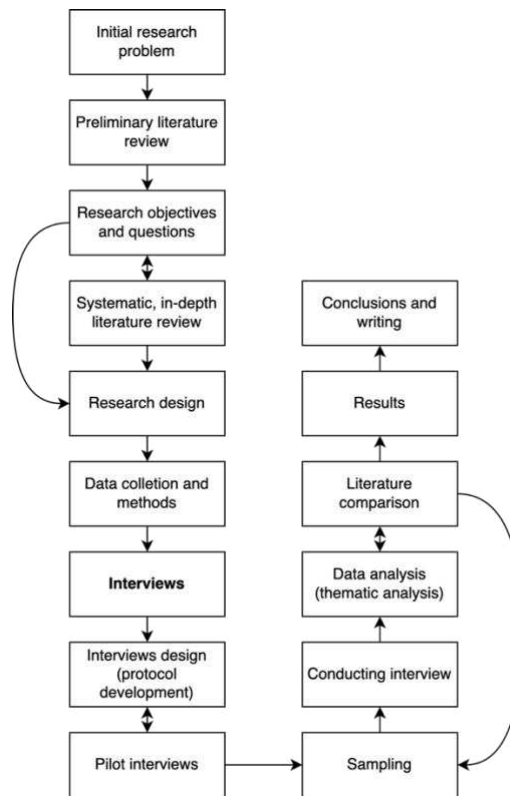 Initial research
problem
Preliminary literature
review
Research objectives
and questions
Systematic, in-depth
literature review
Research design
Data colletion and
methods
Interviews
Interviews design
(protocol
development)
Pilot interviews
Conclusions and
writing
Results
Literature
comparison
Data analysis
(thematic analysis)
Conducting interview
Sampling